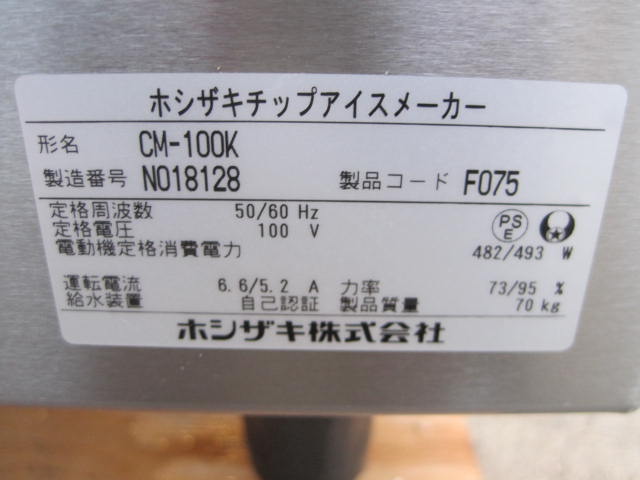 ホシザキチップアイスメーカー
形名 CM-100K
製造番号 N018128 製品コード F075
定格周波数 50/60 Hz
定格電圧 100 V PSE
電動機定格消費電力 482/493 W
運転電流 6.6/5.2 A 力率 73/95 %
給水装置 自己認証 製品質量 70 kg
ホシザキ株式会社